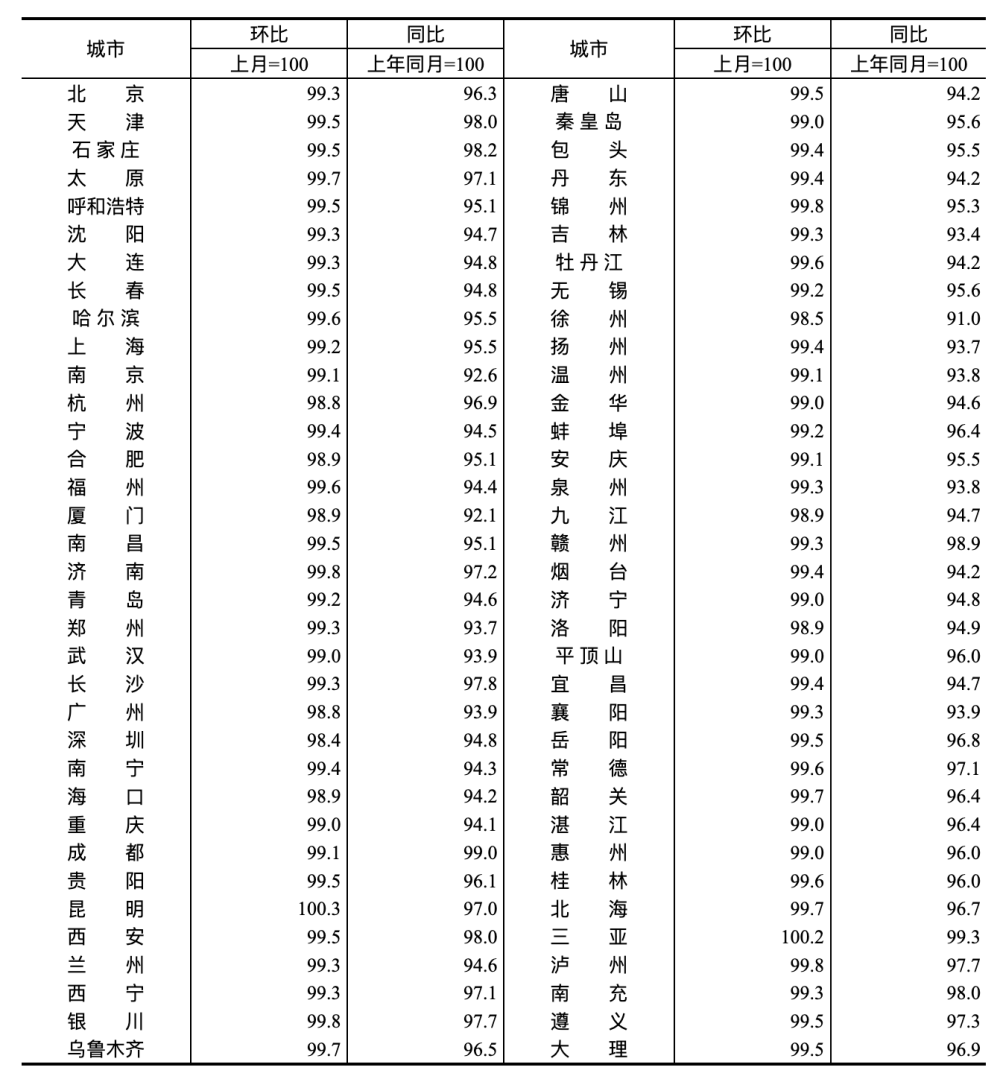 城市 环比 同比 城市 环比 同比
上月=100 上年同月=100 上月=100 上年同月=100
北京 99.3 96.3 唐山 99.5 94.2
天津 99.5 98.0 秦皇岛 99.0 95.6
石家庄 99.5 98.2 包头 99.4 95.5
太原 99.7 97.1 丹东 99.4 94.2
呼和浩特 99.5 95.1 锦州 99.8 95.3
沈阳 99.3 94.7 吉林 99.3 93.4
大连 99.3 94.8 牡丹江 99.6 94.2
长春 99.5 94.8 无锡 99.2 95.6
哈尔滨 99.6 95.5 徐州 98.5 91.0
上海 99.2 95.5 扬州 99.4 93.7
南京 99.1 92.6 温州 99.1 93.8
杭州 98.8 96.9 金华 99.0 94.6
宁波 99.4 94.5 蚌埠 99.2 96.4
合肥 98.9 95.1 安庆 99.1 95.5
福州 99.6 94.4 泉州 99.3 93.8
厦门 98.9 92.1 九江 98.9 94.7
南昌 99.5 95.1 赣州 99.3 98.9
济南 99.8 97.2 烟台 99.4 94.2
青岛 99.2 94.6 济宁 99.0 94.8
郑州 99.3 93.7 洛阳 98.9 94.9
武汉 99.0 93.9 平顶山 99.0 96.0
长沙 99.3 97.8 宜昌 99.4 94.7
广州 98.8 93.9 襄阳 99.3 93.9
深圳 98.4 94.8 岳阳 99.5 96.8
南宁 99.4 94.3 常德 99.6 97.1
海口 98.9 94.2 韶关 99.7 96.4
重庆 99.0 94.1 湛江 99.0 96.4
成都 99.1 99.0 惠州 99.0 96.0
贵阳 99.5 96.1 桂林 99.6 96.0
昆明 100.3 97.0 北海 99.7 96.7
西安 99.5 98.0 三亚 100.2 99.3
兰州 99.3 94.6 泸州 99.8 97.7
西宁 99.3 97.1 南充 99.3 98.0
银川 99.8 97.7 遵义 99.5 97.3
乌鲁木齐 99.7 96.5 大理 99.5 96.9